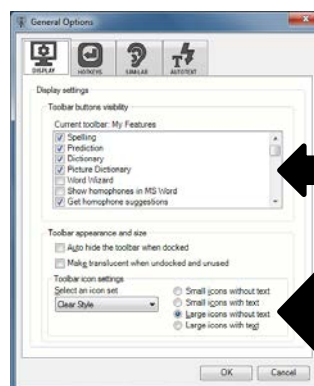 General Options
DISPLAY HOTKEYS SIMILAR AUTOTEXT
Display settings
Toolbar buttons visibility
Current toolbar: My Features
Spelling
Prediction
Dictionary
Picture Dictionary
Word Wizard
Show homophones in MS Word
Get homophone suggestions
Toolbar appearance and size
Auto hide the toolbar when docked
Make translucent when undocked and unused
Toolbar icon settings
Select an icon set
Clear Style
Small icons without text
Small icons with text
Large icons without text
Large icons with text
OK Cancel